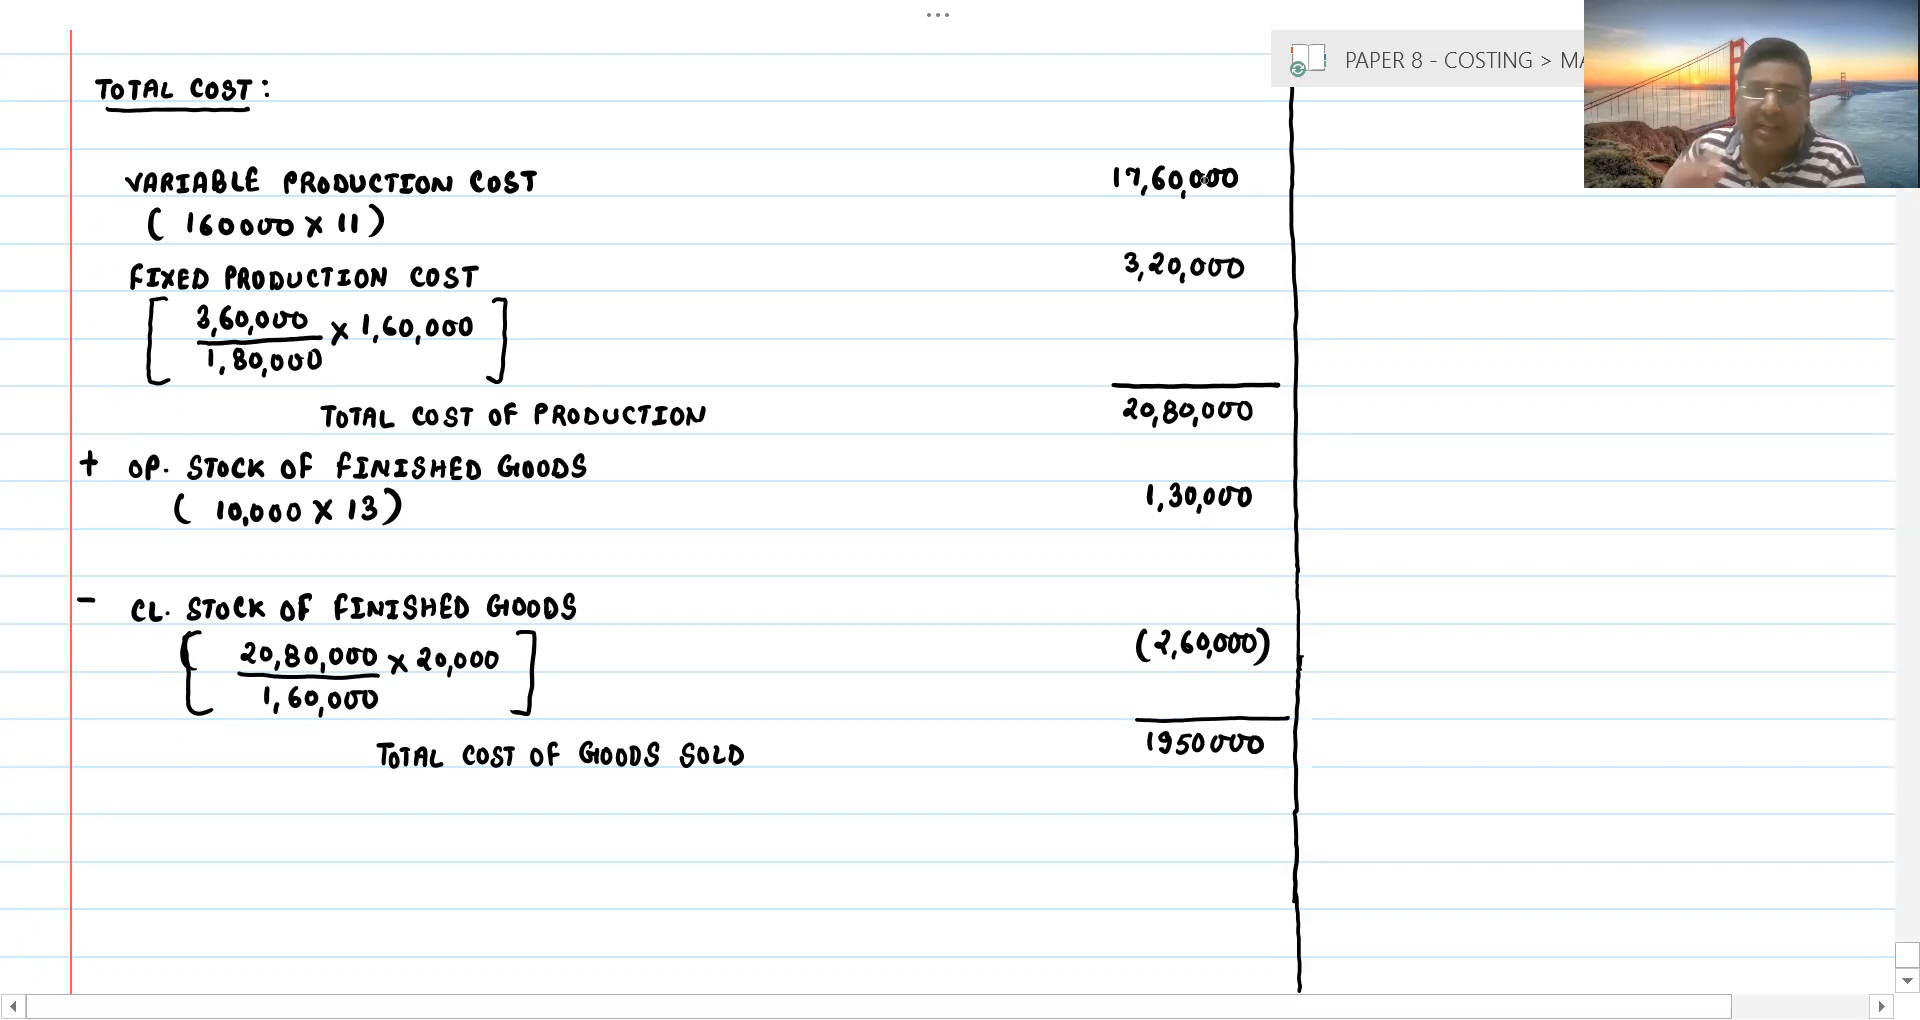 PAPER 8 - COSTING > MA
TOTAL COST:
VARIABLE PRODUCTION COST 17,60,000
( 160000 × 11 )
FIXED PRODUCTION COST 3,20,000
[ 3,60,000 / 1,80,000 × 1,60,000 ]
TOTAL COST OF PRODUCTION 20,80,000
+ OP. STOCK OF FINISHED GOODS
( 10,000 × 13 ) 1,30,000
- CL. STOCK OF FINISHED GOODS
[ 20,80,000 / 1,60,000 × 20,000 ] (2,60,000)
TOTAL COST OF GOODS SOLD 1950000